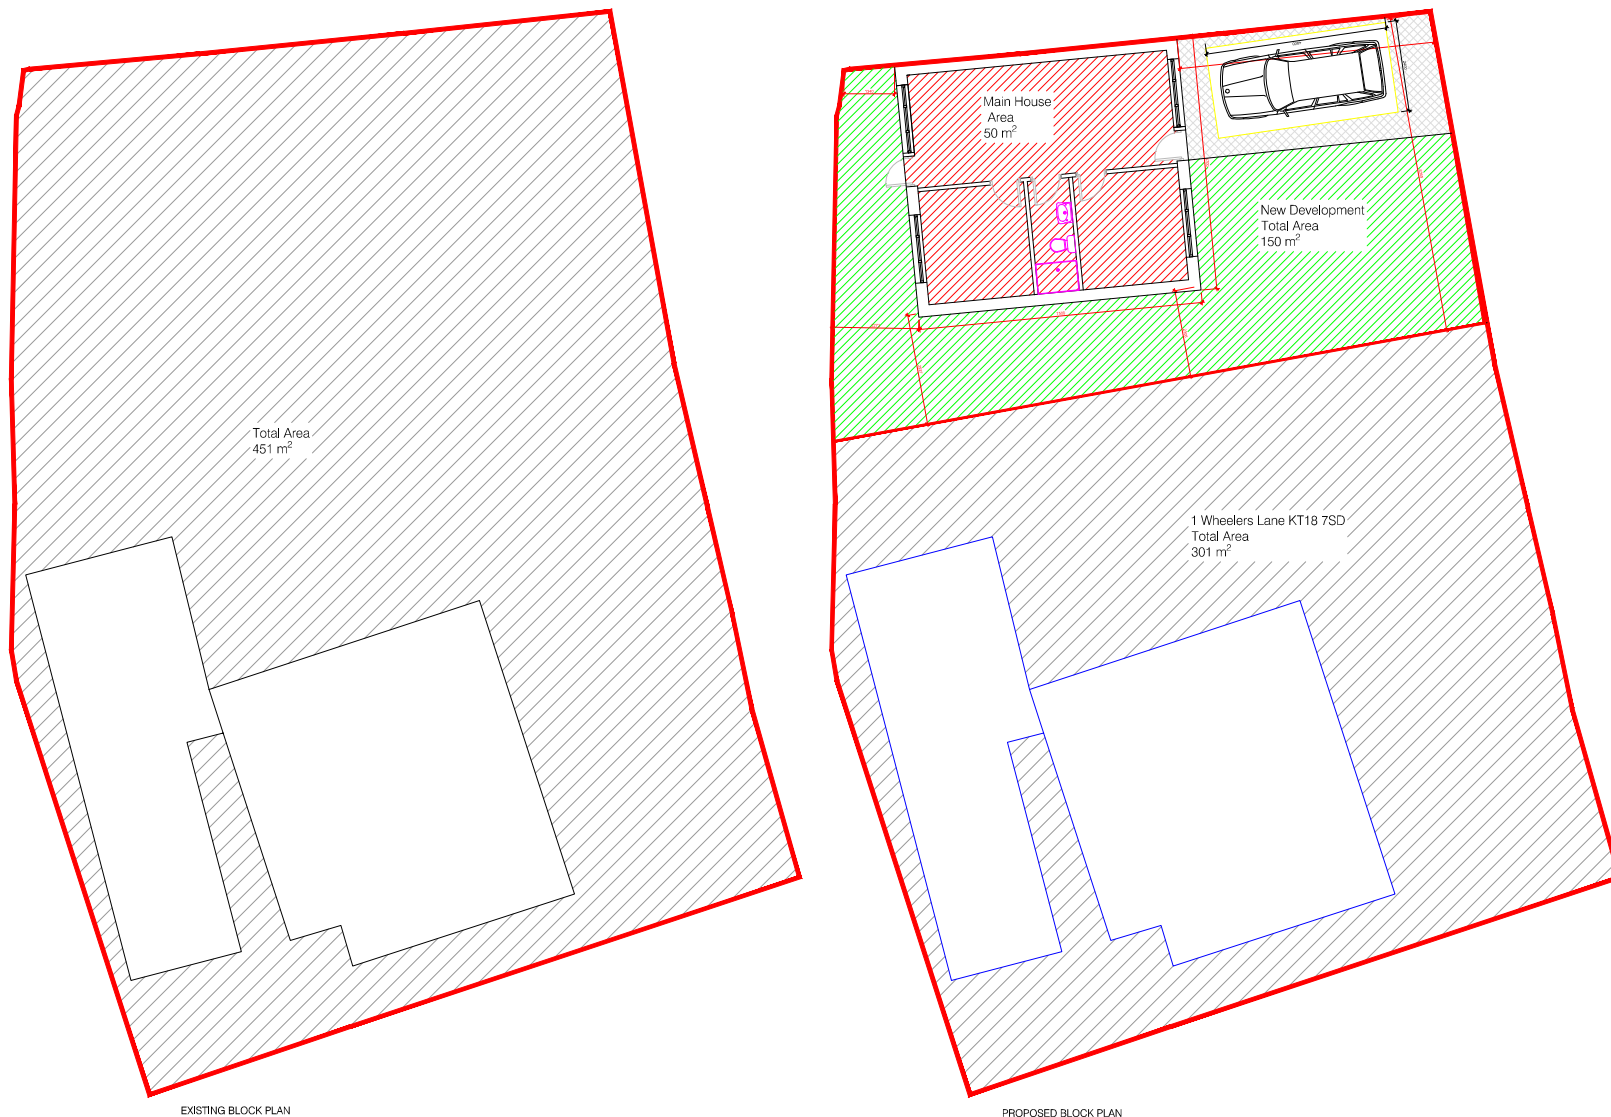 Total Area
451 m²
EXISTING BLOCK PLAN
Main House
Area
50 m²
New Development
Total Area
150 m²
1 Wheelers Lane KT18 7SD
Total Area
301 m²
PROPOSED BLOCK PLAN